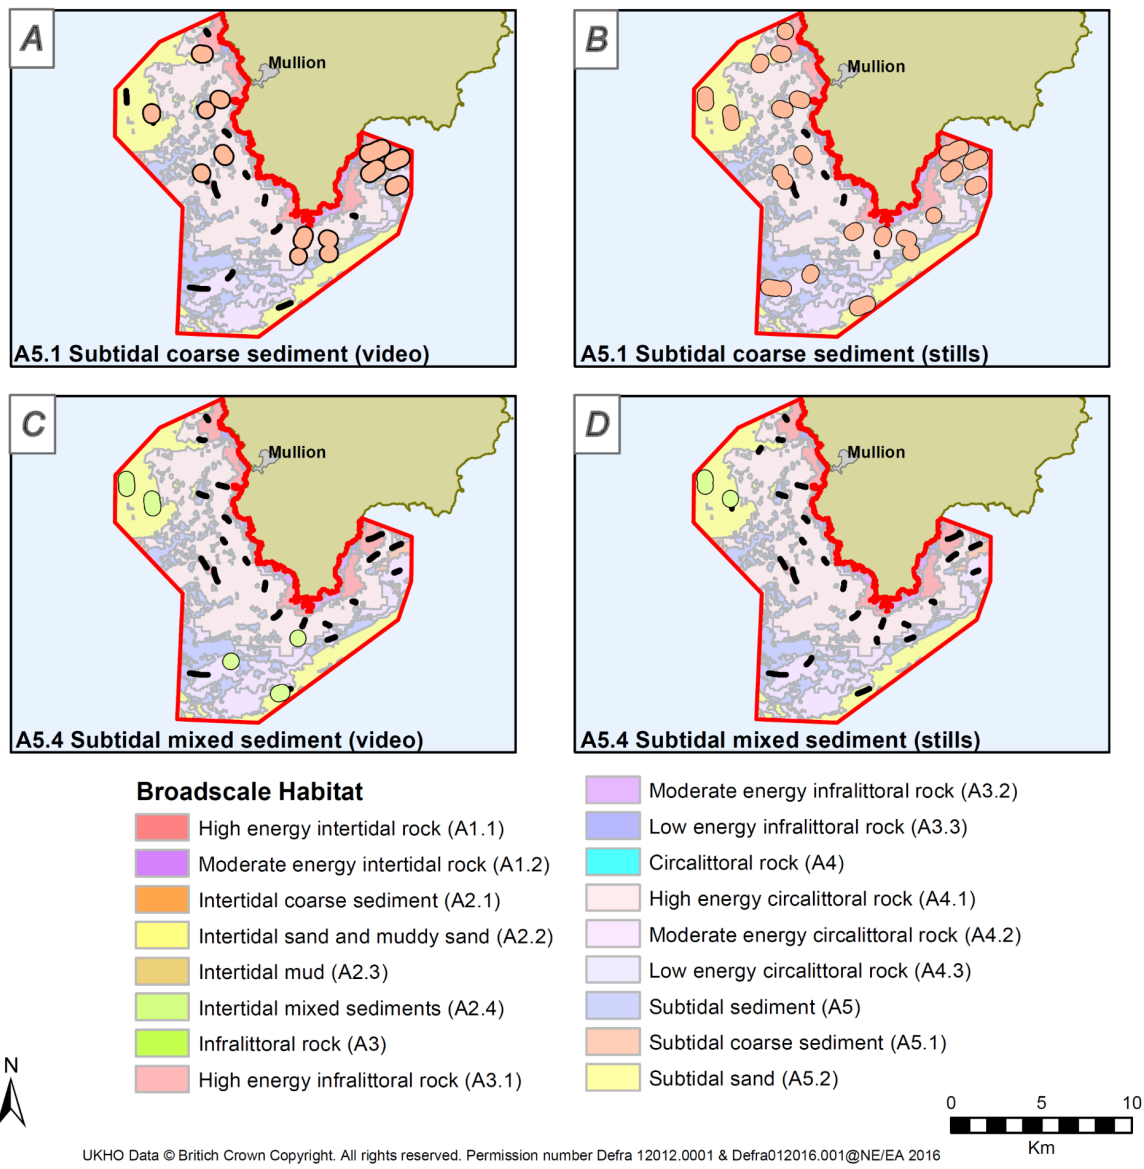 A
Mullion
A5.1 Subtidal coarse sediment (video)
B
Mullion
A5.1 Subtidal coarse sediment (stills)
C
Mullion
A5.4 Subtidal mixed sediment (video)
D
Mullion
A5.4 Subtidal mixed sediment (stills)
Broadscale Habitat
High energy intertidal rock (A1.1)
Moderate energy intertidal rock (A1.2)
Intertidal coarse sediment (A2.1)
Intertidal sand and muddy sand (A2.2)
Intertidal mud (A2.3)
Intertidal mixed sediments (A2.4)
Infralittoral rock (A3)
High energy infralittoral rock (A3.1)
Moderate energy infralittoral rock (A3.2)
Low energy infralittoral rock (A3.3)
Circalittoral rock (A4)
High energy circalittoral rock (A4.1)
Moderate energy circalittoral rock (A4.2)
Low energy circalittoral rock (A4.3)
Subtidal sediment (A5)
Subtidal coarse sediment (A5.1)
Subtidal sand (A5.2)
N
0 5 10
Km
UKHO Data © Britich Crown Copyright. All rights reserved. Permission number Defra 12012.0001 & Defra012016.001@NE/EA 2016